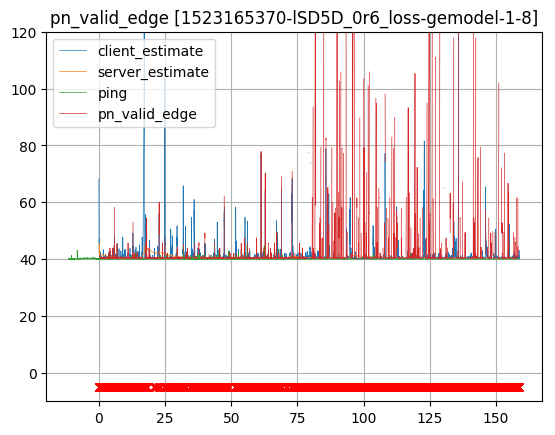 pn_valid_edge [1523165370-lSD5D_0r6_loss-gemodel-1-8]
120
100
80
60
40
20
0
client_estimate
server_estimate
ping
pn_valid_edge
0 25 50 75 100 125 150